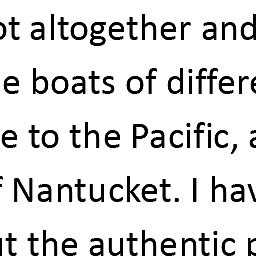 ot altogether and
e boats of differe
e to the Pacific, a
f Nantucket. I hav
ut the authentic p